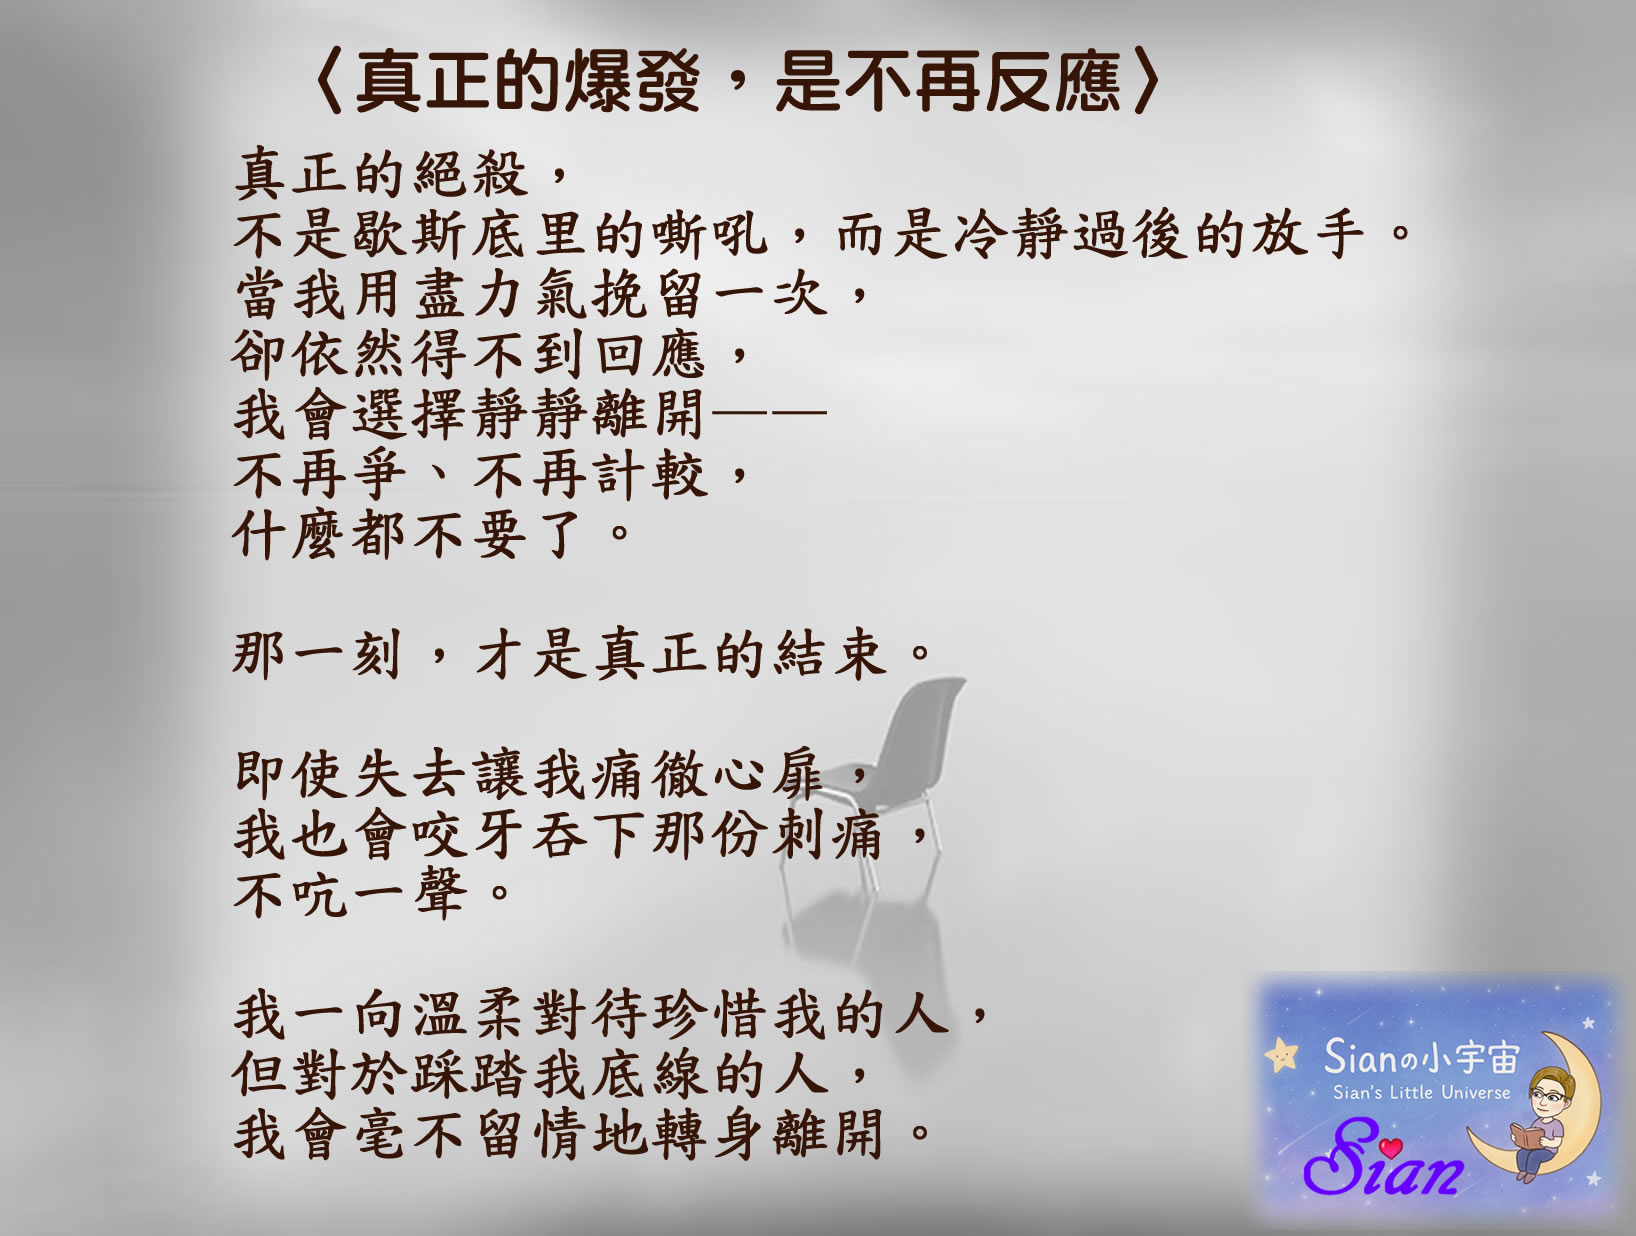 〈真正的爆發，是不再反應〉
真正的絕殺，
不是歇斯底里的嘶吼，而是冷靜過後的放手。
當我用盡力氣挽留一次，
卻依然得不到回應，
我會選擇靜靜離開——
不再爭、不再計較，
什麼都不要了。
那一刻，才是真正的結束。
即使失去讓我痛徹心扉，
我也會咬牙吞下那份刺痛，
不吭一聲。
我一向溫柔對待珍惜我的人，
但對於踩踏我底線的人，
我會毫不留情地轉身離開。
Sianの小宇宙
Sian's Little Universe
Sian